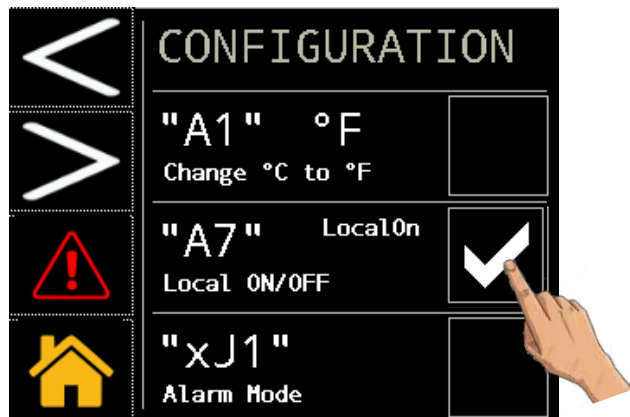 CONFIGURATION
"A1" °F
Change °C to °F
"A7" LocalOn
Local ON/OFF
"xJ1"
Alarm Mode